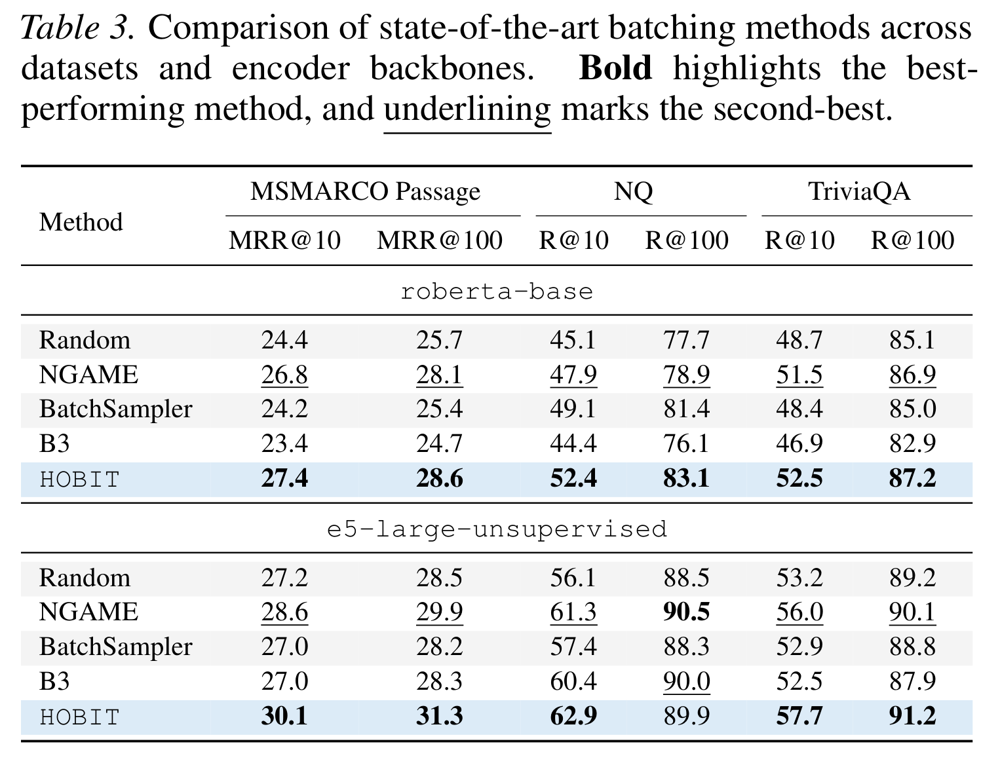 Table 3. Comparison of state-of-the-art batching methods across
datasets and encoder backbones. Bold highlights the best-
performing method, and underlining marks the second-best.
Method MSMARCO Passage NQ TriviaQA
MRR@10 MRR@100 R@10 R@100 R@10 R@100
roberta-base
Random 24.4 25.7 45.1 77.7 48.7 85.1
NGAME 26.8 28.1 47.9 78.9 51.5 86.9
BatchSampler 24.2 25.4 49.1 81.4 48.4 85.0
B3 23.4 24.7 44.4 76.1 46.9 82.9
HOBIT 27.4 28.6 52.4 83.1 52.5 87.2
e5-large-unsupervised
Random 27.2 28.5 56.1 88.5 53.2 89.2
NGAME 28.6 29.9 61.3 90.5 56.0 90.1
BatchSampler 27.0 28.2 57.4 88.3 52.9 88.8
B3 27.0 28.3 60.4 90.0 52.5 87.9
HOBIT 30.1 31.3 62.9 89.9 57.7 91.2